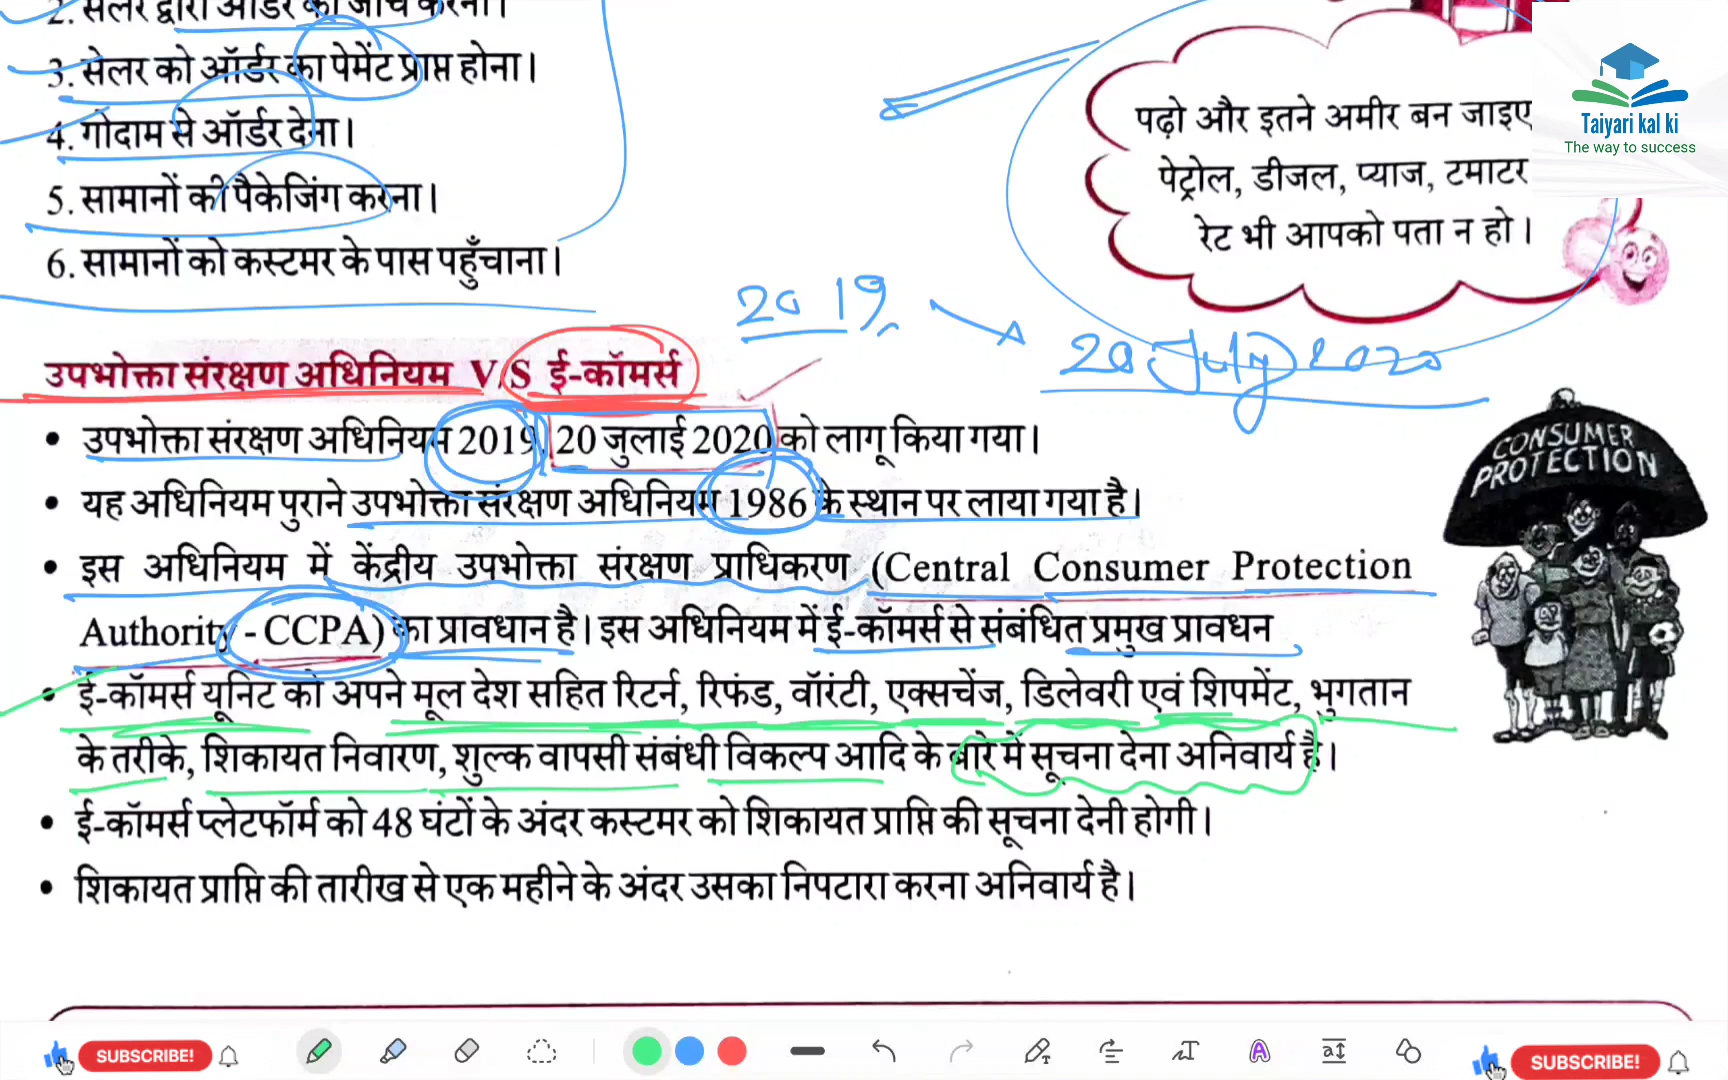 2. सेलर द्वारा ऑर्डर की जाँच करना।
3. सेलर को ऑर्डर का पेमेंट प्राप्त होना।
4. गोदाम से ऑर्डर देना।
5. सामानों की पैकेजिंग करना।
6. सामानों को कस्टमर के पास पहुँचाना।
पढ़ो और इतने अमीर बन जाइए
पेट्रोल, डीजल, प्याज, टमाटर
रेट भी आपको पता न हो।
Taiyari kal ki
The way to success
2019
20 July 2020
उपभोक्ता संरक्षण अधिनियम V/S ई-कॉमर्स
• उपभोक्ता संरक्षण अधिनियम 2019, 20 जुलाई 2020 को लागू किया गया।
• यह अधिनियम पुराने उपभोक्ता संरक्षण अधिनियम 1986 के स्थान पर लाया गया है।
• इस अधिनियम में केंद्रीय उपभोक्ता संरक्षण प्राधिकरण (Central Consumer Protection
Authority - CCPA) का प्रावधान है। इस अधिनियम में ई-कॉमर्स से संबंधित प्रमुख प्रावधन
• ई-कॉमर्स यूनिट को अपने मूल देश सहित रिटर्न, रिफंड, वॉरंटी, एक्सचेंज, डिलेवरी एवं शिपमेंट, भुगतान
के तरीके, शिकायत निवारण, शुल्क वापसी संबंधी विकल्प आदि के बारे में सूचना देना अनिवार्य है।
• ई-कॉमर्स प्लेटफॉर्म को 48 घंटों के अंदर कस्टमर को शिकायत प्राप्ति की सूचना देनी होगी।
• शिकायत प्राप्ति की तारीख से एक महीने के अंदर उसका निपटारा करना अनिवार्य है।
CONSUMER
PROTECTION
SUBSCRIBE!
SUBSCRIBE!